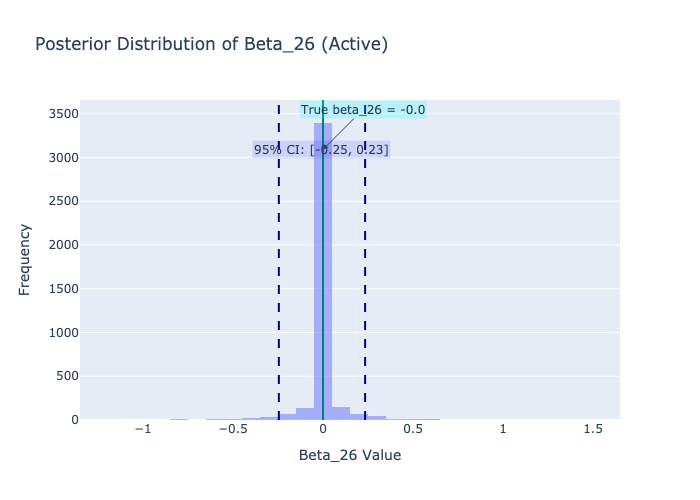 Posterior Distribution of Beta_26 (Active)
True beta_26 = -0.0
95% CI: [-0.25, 0.23]
3500
3000
2500
2000
1500
1000
500
0
Frequency
−1
−0.5
0
0.5
1
1.5
Beta_26 Value